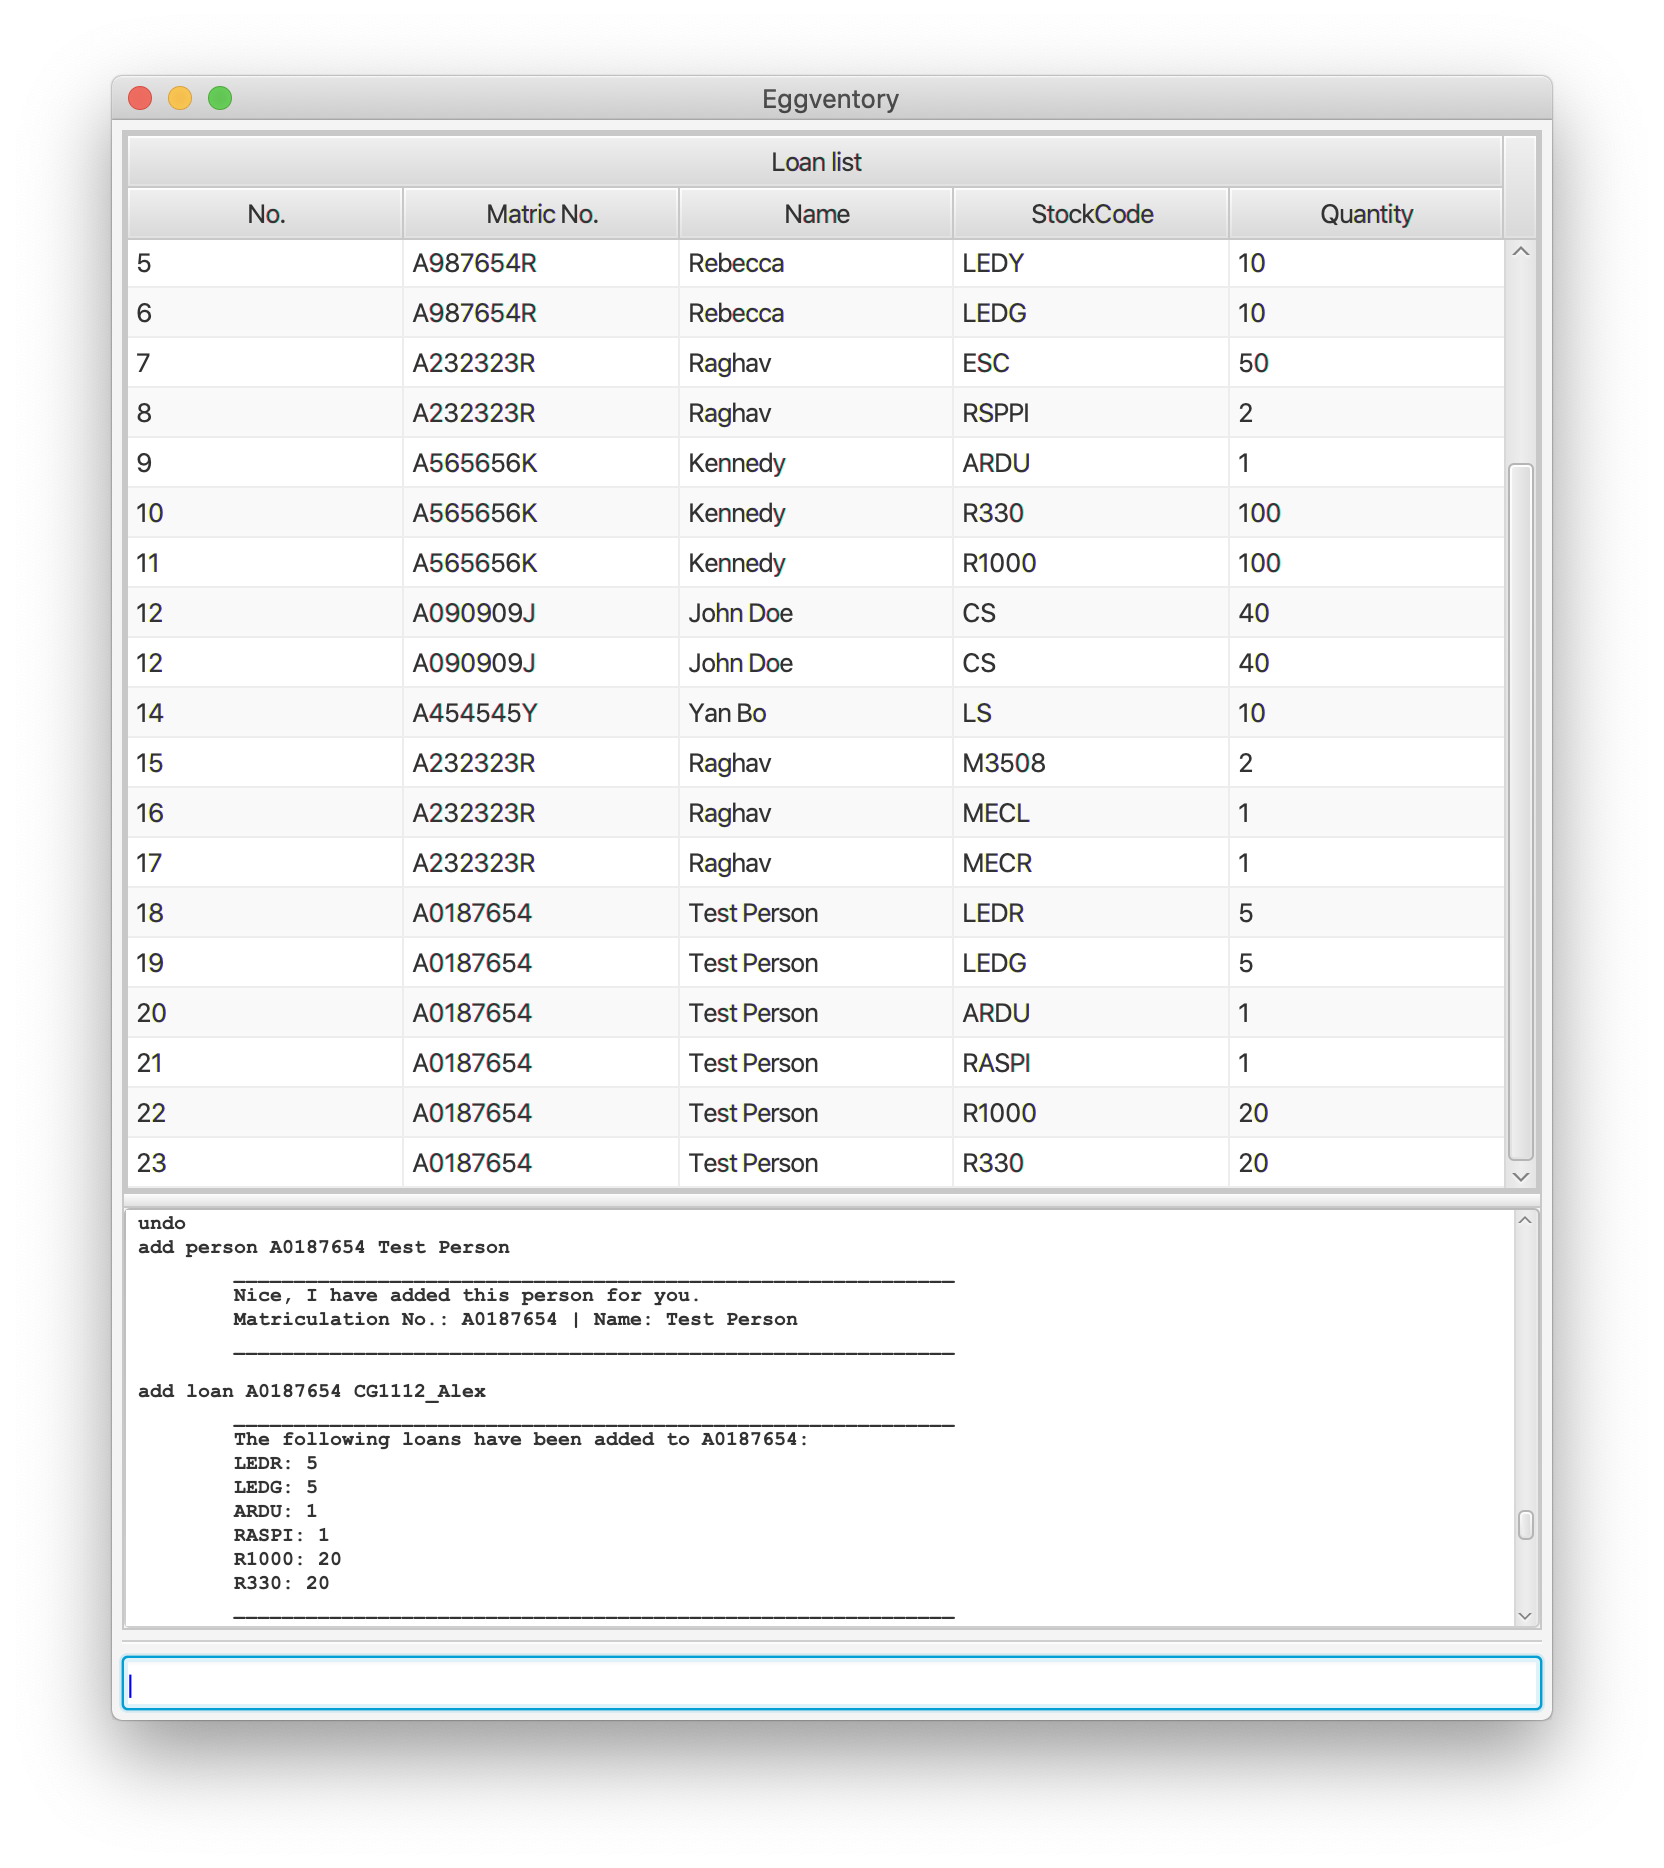 Eggventory
Loan list
No. Matric No. Name StockCode Quantity
5 A987654R Rebecca LEDY 10
6 A987654R Rebecca LEDG 10
7 A232323R Raghav ESC 50
8 A232323R Raghav RSPPI 2
9 A565656K Kennedy ARDU 1
10 A565656K Kennedy R330 100
11 A565656K Kennedy R1000 100
12 A090909J John Doe CS 40
12 A090909J John Doe CS 40
14 A454545Y Yan Bo LS 10
15 A232323R Raghav M3508 2
16 A232323R Raghav MECL 1
17 A232323R Raghav MECR 1
18 A0187654 Test Person LEDR 5
19 A0187654 Test Person LEDG 5
20 A0187654 Test Person ARDU 1
21 A0187654 Test Person RASPI 1
22 A0187654 Test Person R1000 20
23 A0187654 Test Person R330 20
undo
add person A0187654 Test Person
Nice, I have added this person for you.
Matriculation No.: A0187654 | Name: Test Person
add loan A0187654 CG1112_Alex
The following loans have been added to A0187654:
LEDR: 5
LEDG: 5
ARDU: 1
RASPI: 1
R1000: 20
R330: 20